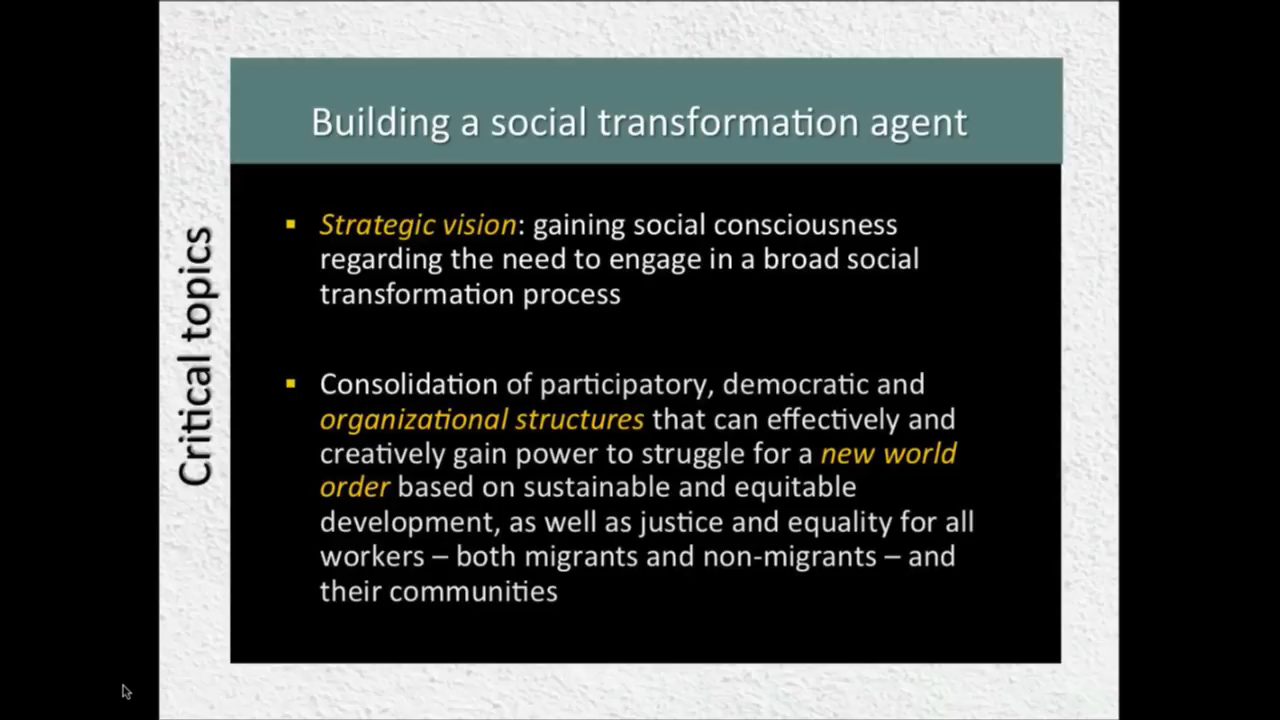 Building a social transformation agent
Critical topics
▪ Strategic vision: gaining social consciousness
regarding the need to engage in a broad social
transformation process
▪ Consolidation of participatory, democratic and
organizational structures that can effectively and
creatively gain power to struggle for a new world
order based on sustainable and equitable
development, as well as justice and equality for all
workers – both migrants and non-migrants – and
their communities